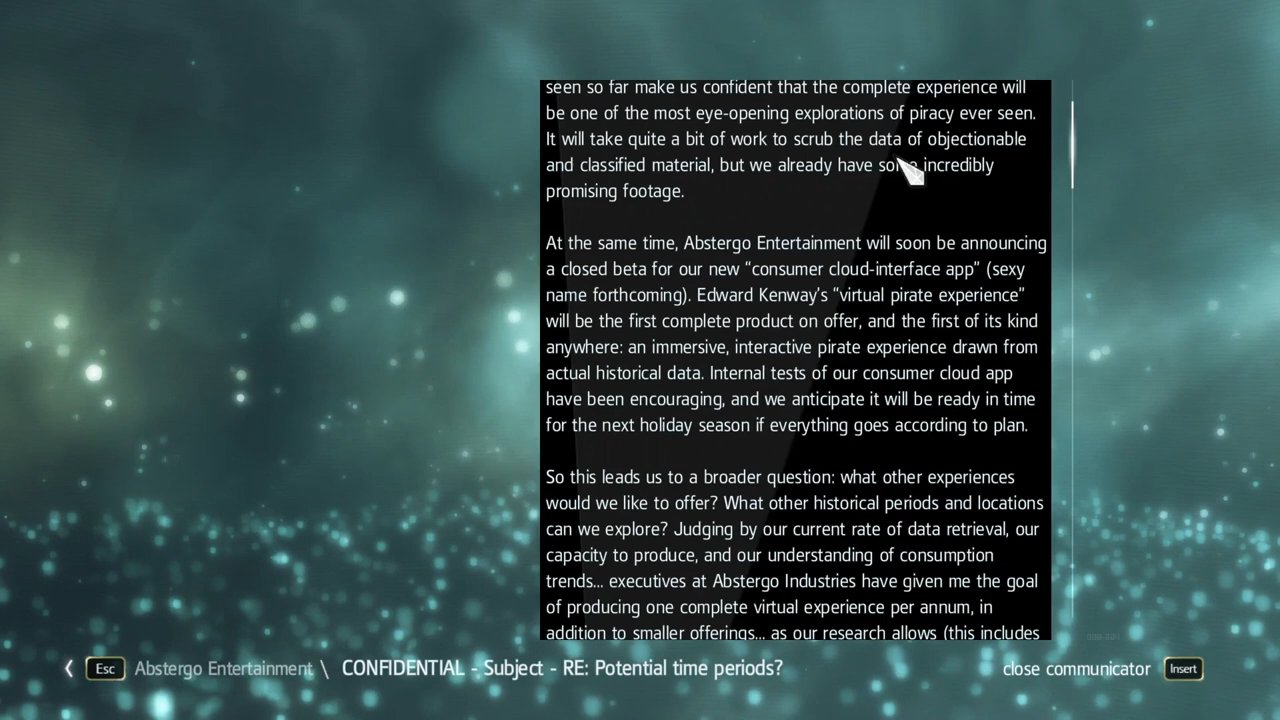 seen so far make us confident that the complete experience will
be one of the most eye-opening explorations of piracy ever seen.
It will take quite a bit of work to scrub the data of objectionable
and classified material, but we already have some incredibly
promising footage.
At the same time, Abstergo Entertainment will soon be announcing
a closed beta for our new “consumer cloud-interface app” (sexy
name forthcoming). Edward Kenway's “virtual pirate experience”
will be the first complete product on offer, and the first of its kind
anywhere: an immersive, interactive pirate experience drawn from
actual historical data. Internal tests of our consumer cloud app
have been encouraging, and we anticipate it will be ready in time
for the next holiday season if everything goes according to plan.
So this leads us to a broader question: what other experiences
would we like to offer? What other historical periods and locations
can we explore? Judging by our current rate of data retrieval, our
capacity to produce, and our understanding of consumption
trends... executives at Abstergo Industries have given me the goal
of producing one complete virtual experience per annum, in
addition to smaller offerings... as our research allows (this includes
Esc Abstergo Entertainment \ CONFIDENTIAL - Subject - RE: Potential time periods?
close communicator Insert